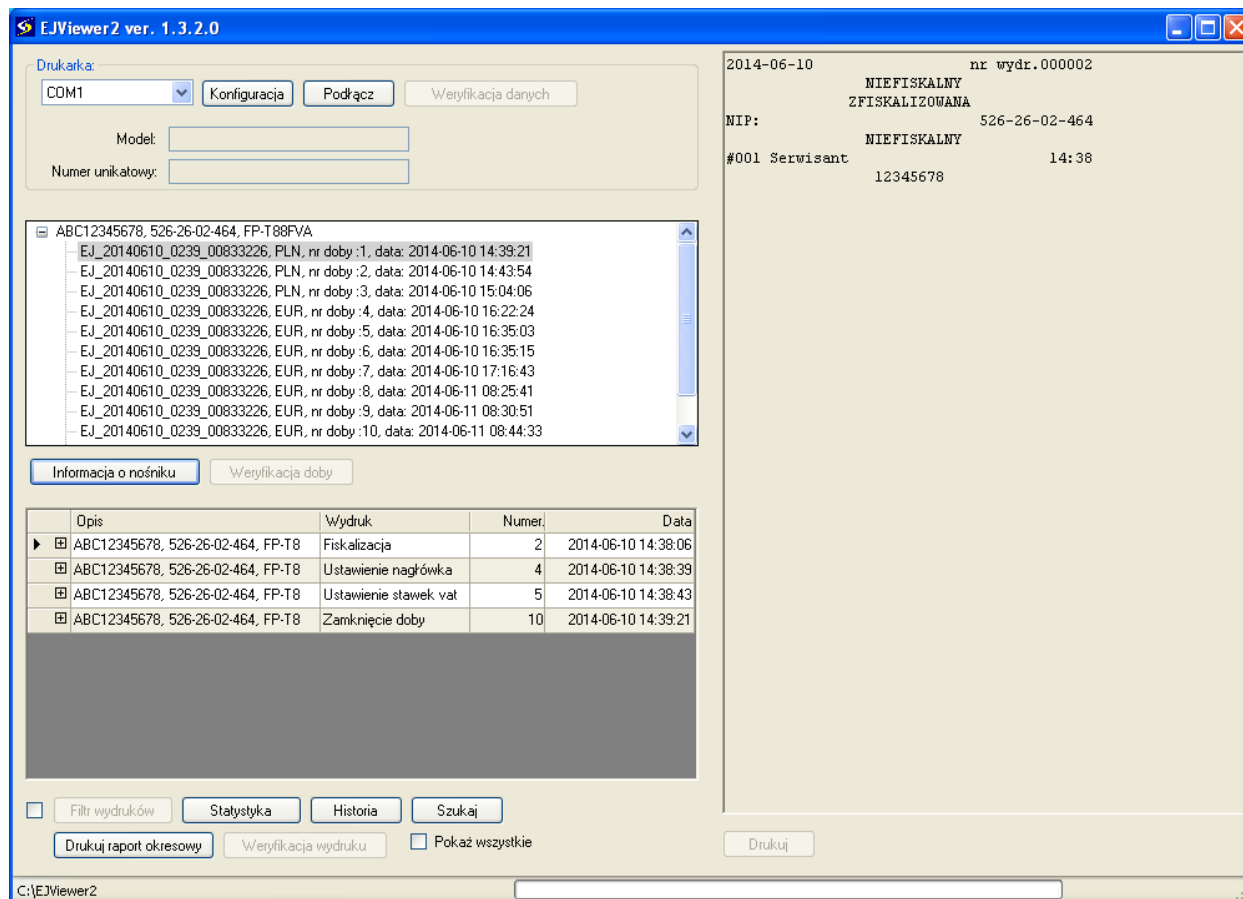 EJViewer2 ver. 1.3.2.0
Drukarka:
COM1 Konfiguracja Podłącz Weryfikacja danych
Model:
Numer unikatowy:
ABC12345678, 526-26-02-464, FP-T88FVA
EJ_20140610_0239_00833226, PLN, nr doby :1, data: 2014-06-10 14:39:21
EJ_20140610_0239_00833226, PLN, nr doby :2, data: 2014-06-10 14:43:54
EJ_20140610_0239_00833226, PLN, nr doby :3, data: 2014-06-10 15:04:06
EJ_20140610_0239_00833226, EUR, nr doby :4, data: 2014-06-10 16:22:24
EJ_20140610_0239_00833226, EUR, nr doby :5, data: 2014-06-10 16:35:03
EJ_20140610_0239_00833226, EUR, nr doby :6, data: 2014-06-10 16:35:15
EJ_20140610_0239_00833226, EUR, nr doby :7, data: 2014-06-10 17:16:43
EJ_20140610_0239_00833226, EUR, nr doby :8, data: 2014-06-11 08:25:41
EJ_20140610_0239_00833226, EUR, nr doby :9, data: 2014-06-11 08:30:51
EJ_20140610_0239_00833226, EUR, nr doby :10, data: 2014-06-11 08:44:33
Informacja o nośniku Weryfikacja doby
Opis Wydruk Numer. Data
ABC12345678, 526-26-02-464, FP-T8 Fiskalizacja 2 2014-06-10 14:38:06
ABC12345678, 526-26-02-464, FP-T8 Ustawienie nagłówka 4 2014-06-10 14:38:39
ABC12345678, 526-26-02-464, FP-T8 Ustawienie stawek vat 5 2014-06-10 14:38:43
ABC12345678, 526-26-02-464, FP-T8 Zamknięcie doby 10 2014-06-10 14:39:21
Filtr wydruków Statystyka Historia Szukaj
Drukuj raport okresowy Weryfikacja wydruku Pokaż wszystkie
2014-06-10 nr wydr.000002
NIEFISKALNY
ZFISKALIZOWANA
NIP: 526-26-02-464
NIEFISKALNY
#001 Serwisant 14:38
12345678
Drukuj
C:\EJViewer2